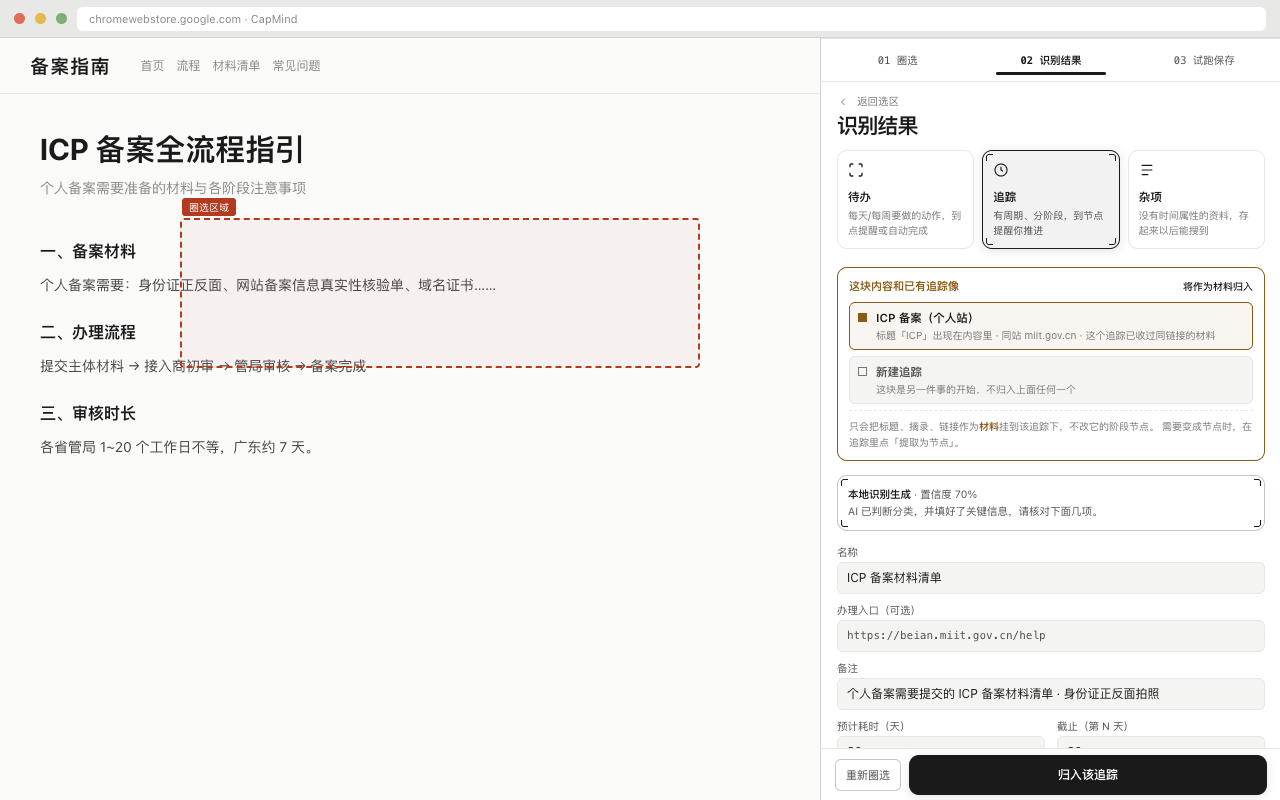 chromewebstore.google.com · CapMind
备案指南
首页 流程 材料清单 常见问题
ICP 备案全流程指引
个人备案需要准备的材料与各阶段注意事项
圈选区域
一、备案材料
个人备案需要：身份证正反面、网站备案信息真实性核验单、域名证书……
二、办理流程
提交主体材料 → 接入商初审 → 管局审核 → 备案完成
三、审核时长
各省管局 1~20 个工作日不等，广东约 7 天。
01 圈选
02 识别结果
03 试跑保存
‹ 返回选区
识别结果
待办
每天/每周要做的动作，到
点提醒或自动完成
追踪
有周期、分阶段，到节点
提醒你推进
杂项
没有时间属性的资料，存
起来以后能搜到
这块内容和已有追踪像
将作为材料归入
ICP 备案（个人站）
标题「ICP」出现在内容里 · 同站 miit.gov.cn · 这个追踪已收过同链接的材料
新建追踪
这块是另一件事的开始，不归入上面任何一个
只会把标题、摘录、链接作为材料挂到该追踪下，不改它的阶段节点。 需要变成节点时，在
追踪里点「提取为节点」。
本地识别生成 · 置信度 70%
AI 已判断分类，并填好了关键信息，请核对下面几项。
名称
ICP 备案材料清单
办理入口（可选）
https://beian.miit.gov.cn/help
备注
个人备案需要提交的 ICP 备案材料清单 · 身份证正反面拍照
预计耗时（天）
截止（第 N 天）
重新圈选
归入该追踪